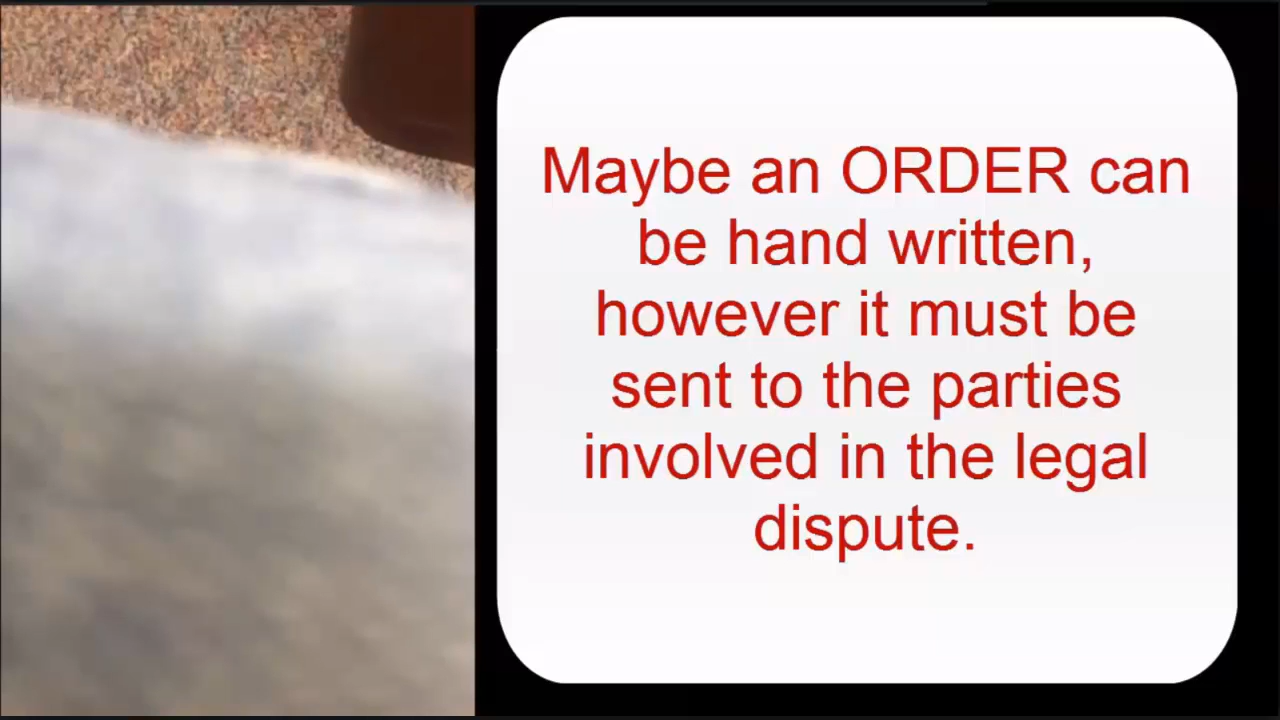 Maybe an ORDER can
be hand written,
however it must be
sent to the parties
involved in the legal
dispute.